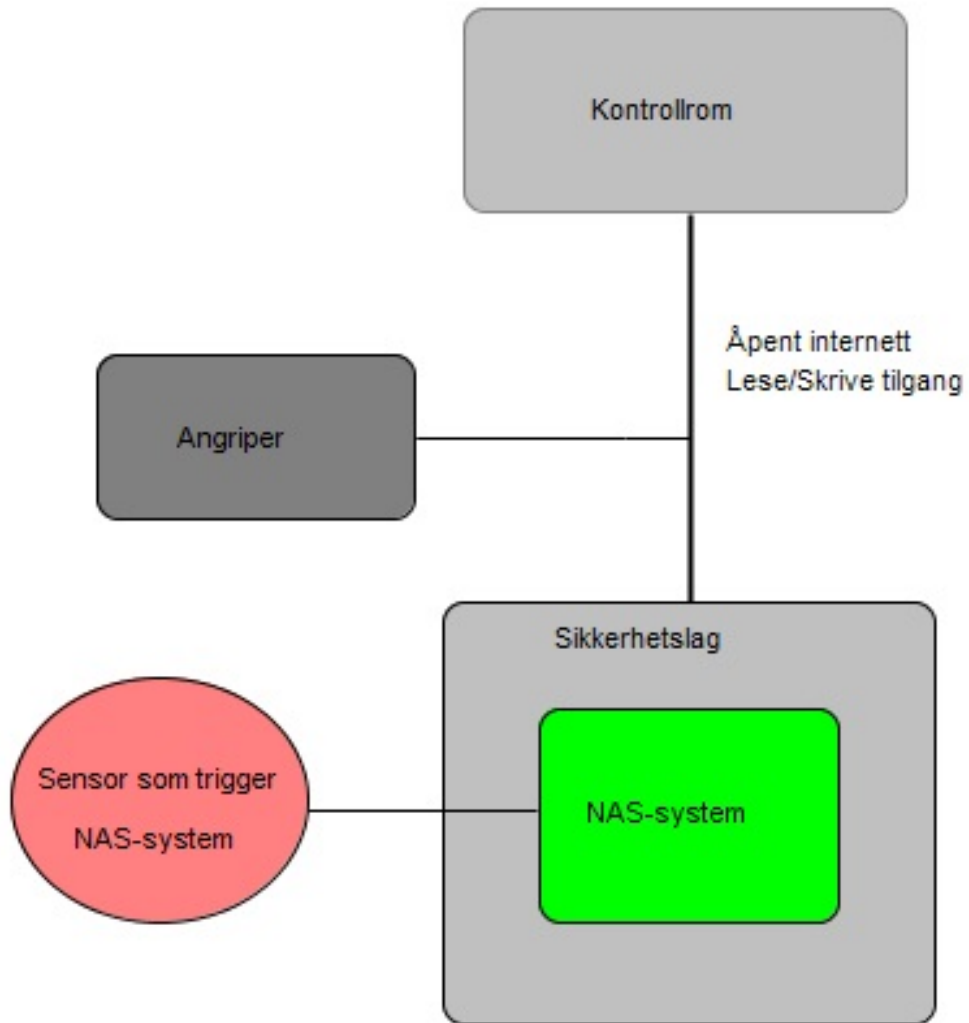 Kontrollrom
Åpent internett
Lese/Skrive tilgang
Angriper
Sikkerhetslag
Sensor som trigger
NAS-system
NAS-system